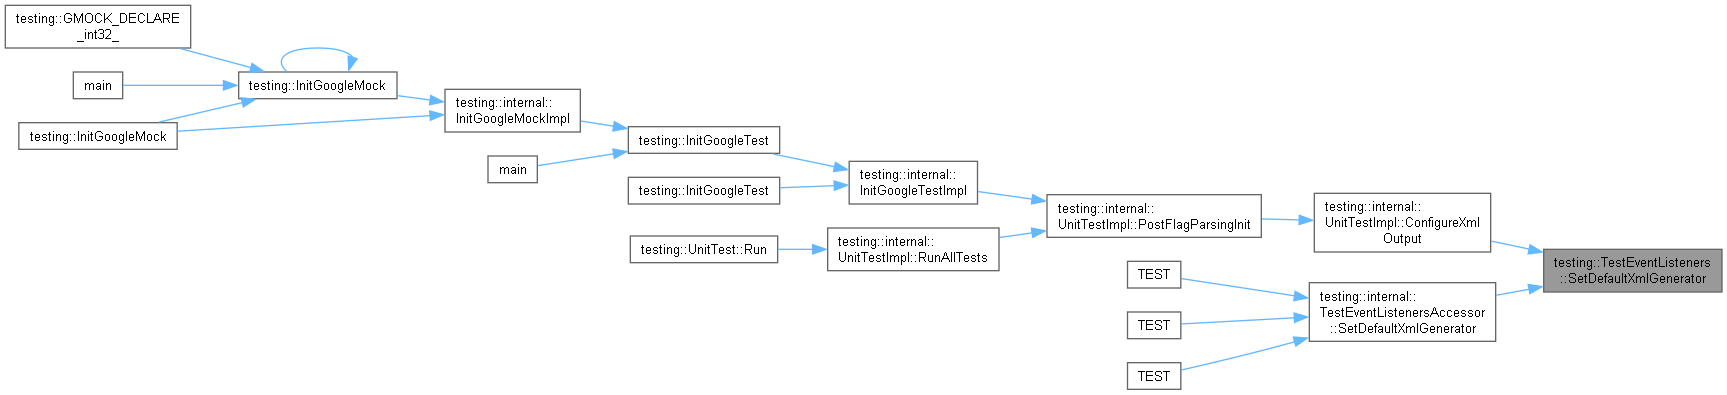 testing::GMOCK_DECLARE
_int32_
main
testing::InitGoogleMock
testing::InitGoogleMock
testing::internal::
InitGoogleMockImpl
main
testing::InitGoogleTest
testing::InitGoogleTest
testing::UnitTest::Run
testing::internal::
InitGoogleTestImpl
testing::internal::
UnitTestImpl::RunAllTests
testing::internal::
UnitTestImpl::PostFlagParsingInit
TEST
TEST
TEST
testing::internal::
UnitTestImpl::ConfigureXml
Output
testing::internal::
TestEventListenersAccessor
::SetDefaultXmlGenerator
testing::TestEventListeners
::SetDefaultXmlGenerator